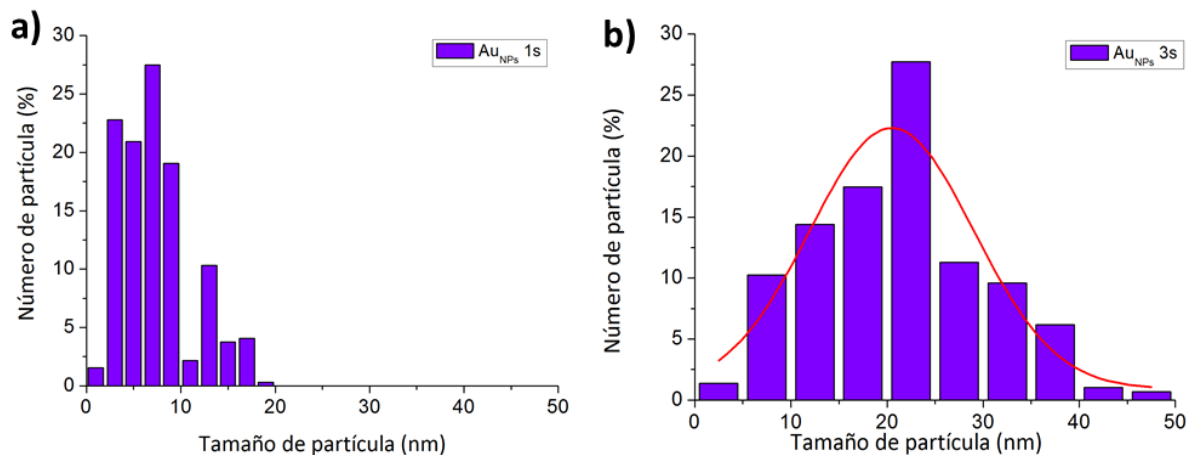 a)
Au_NPs 1s
Número de partícula (%)
30
25
20
15
10
5
0
0 10 20 30 40 50
Tamaño de partícula (nm)
b)
Au_NPs 3s
Número de partícula (%)
30
25
20
15
10
5
0
10 20 30 40 50
Tamaño de partícula (nm)